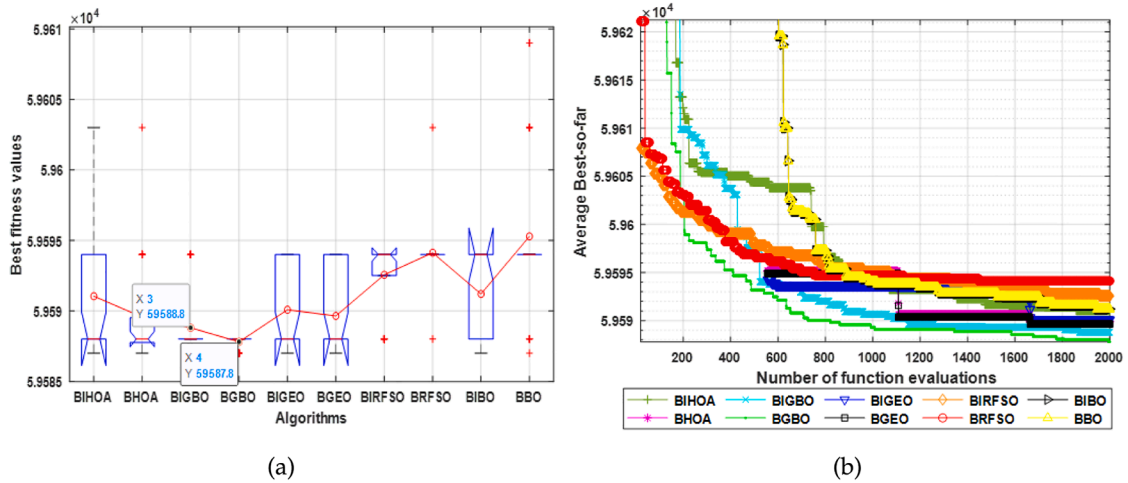 ×10⁴
5.961
5.9605
5.96
5.9595
5.959
5.9585
Best fitness values
X 3
Y 59588.8
X 4
Y 59587.8
BIHOA BHOA BIGBO BGBO BIGEO BGEO BIRFSO BRFSO BIBO BBO
Algorithms
(a)
×10⁴
5.962
5.9615
5.961
5.9605
5.96
5.9595
5.959
Average Best-so-far
200 400 600 800 1000 1200 1400 1600 1800 2000
Number of function evaluations
BIHOA BIGBO BIGEO BIRFSO BIBO
BHOA BGBO BGEO BRFSO BBO
(b)